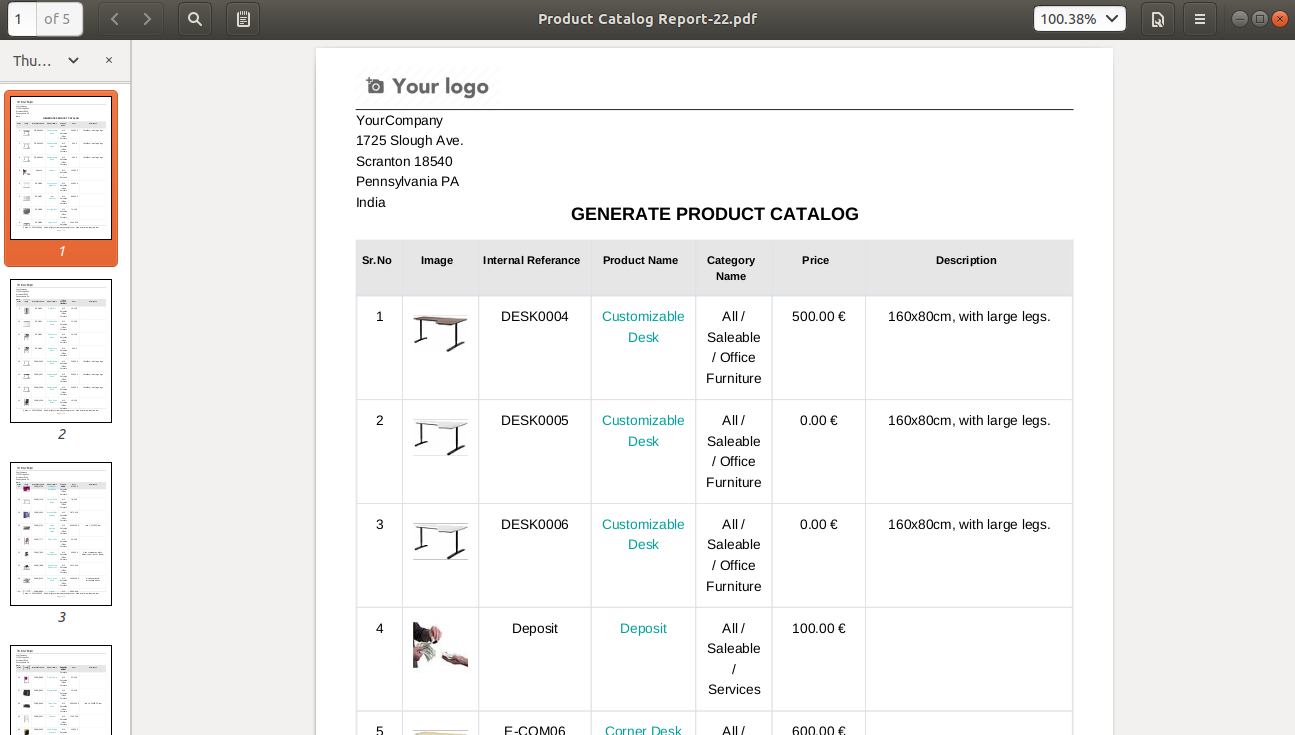 1 of 5
Product Catalog Report-22.pdf
100.38%
Thu...
1
2
3
Your logo
YourCompany
1725 Slough Ave.
Scranton 18540
Pennsylvania PA
India
GENERATE PRODUCT CATALOG
Sr.No Image Internal Referance Product Name Category Name Price Description
1 DESK0004 Customizable Desk All / Saleable / Office Furniture 500.00 € 160x80cm, with large legs.
2 DESK0005 Customizable Desk All / Saleable / Office Furniture 0.00 € 160x80cm, with large legs.
3 DESK0006 Customizable Desk All / Saleable / Office Furniture 0.00 € 160x80cm, with large legs.
4 Deposit Deposit All / Saleable / Services 100.00 €
5 E-COM06 Corner Desk All / 600.00 €